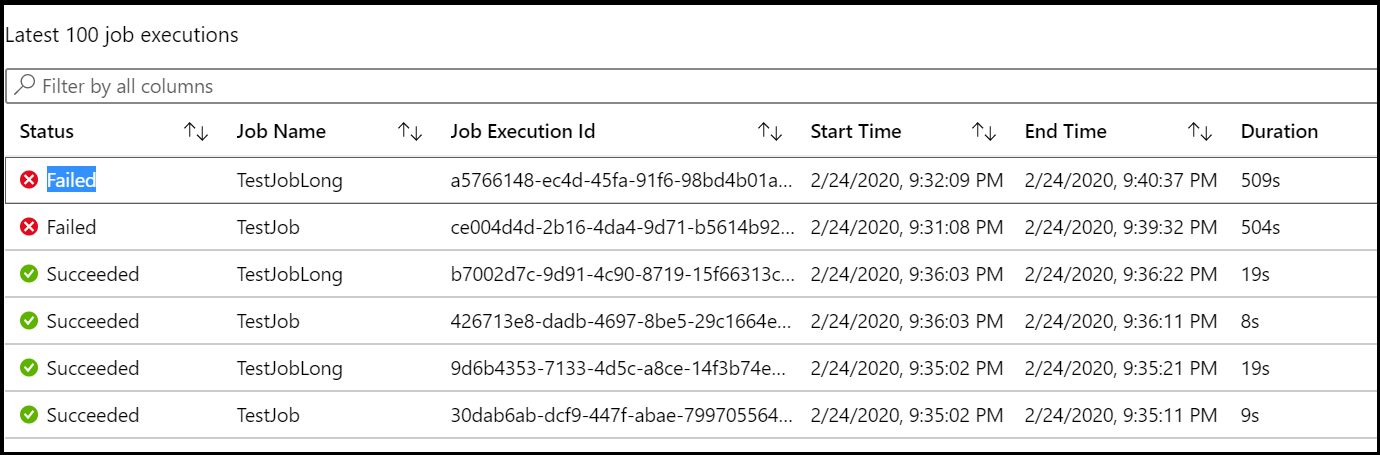 Latest 100 job executions
Filter by all columns
Status Job Name Job Execution Id Start Time End Time Duration
Failed TestJobLong a5766148-ec4d-45fa-91f6-98bd4b01a... 2/24/2020, 9:32:09 PM 2/24/2020, 9:40:37 PM 509s
Failed TestJob ce004d4d-2b16-4da4-9d71-b5614b92... 2/24/2020, 9:31:08 PM 2/24/2020, 9:39:32 PM 504s
Succeeded TestJobLong b7002d7c-9d91-4c90-8719-15f66313c... 2/24/2020, 9:36:03 PM 2/24/2020, 9:36:22 PM 19s
Succeeded TestJob 426713e8-dadb-4697-8be5-29c1664e... 2/24/2020, 9:36:03 PM 2/24/2020, 9:36:11 PM 8s
Succeeded TestJobLong 9d6b4353-7133-4d5c-a8ce-14f3b74e... 2/24/2020, 9:35:02 PM 2/24/2020, 9:35:21 PM 19s
Succeeded TestJob 30dab6ab-dcf9-447f-abae-799705564... 2/24/2020, 9:35:02 PM 2/24/2020, 9:35:11 PM 9s